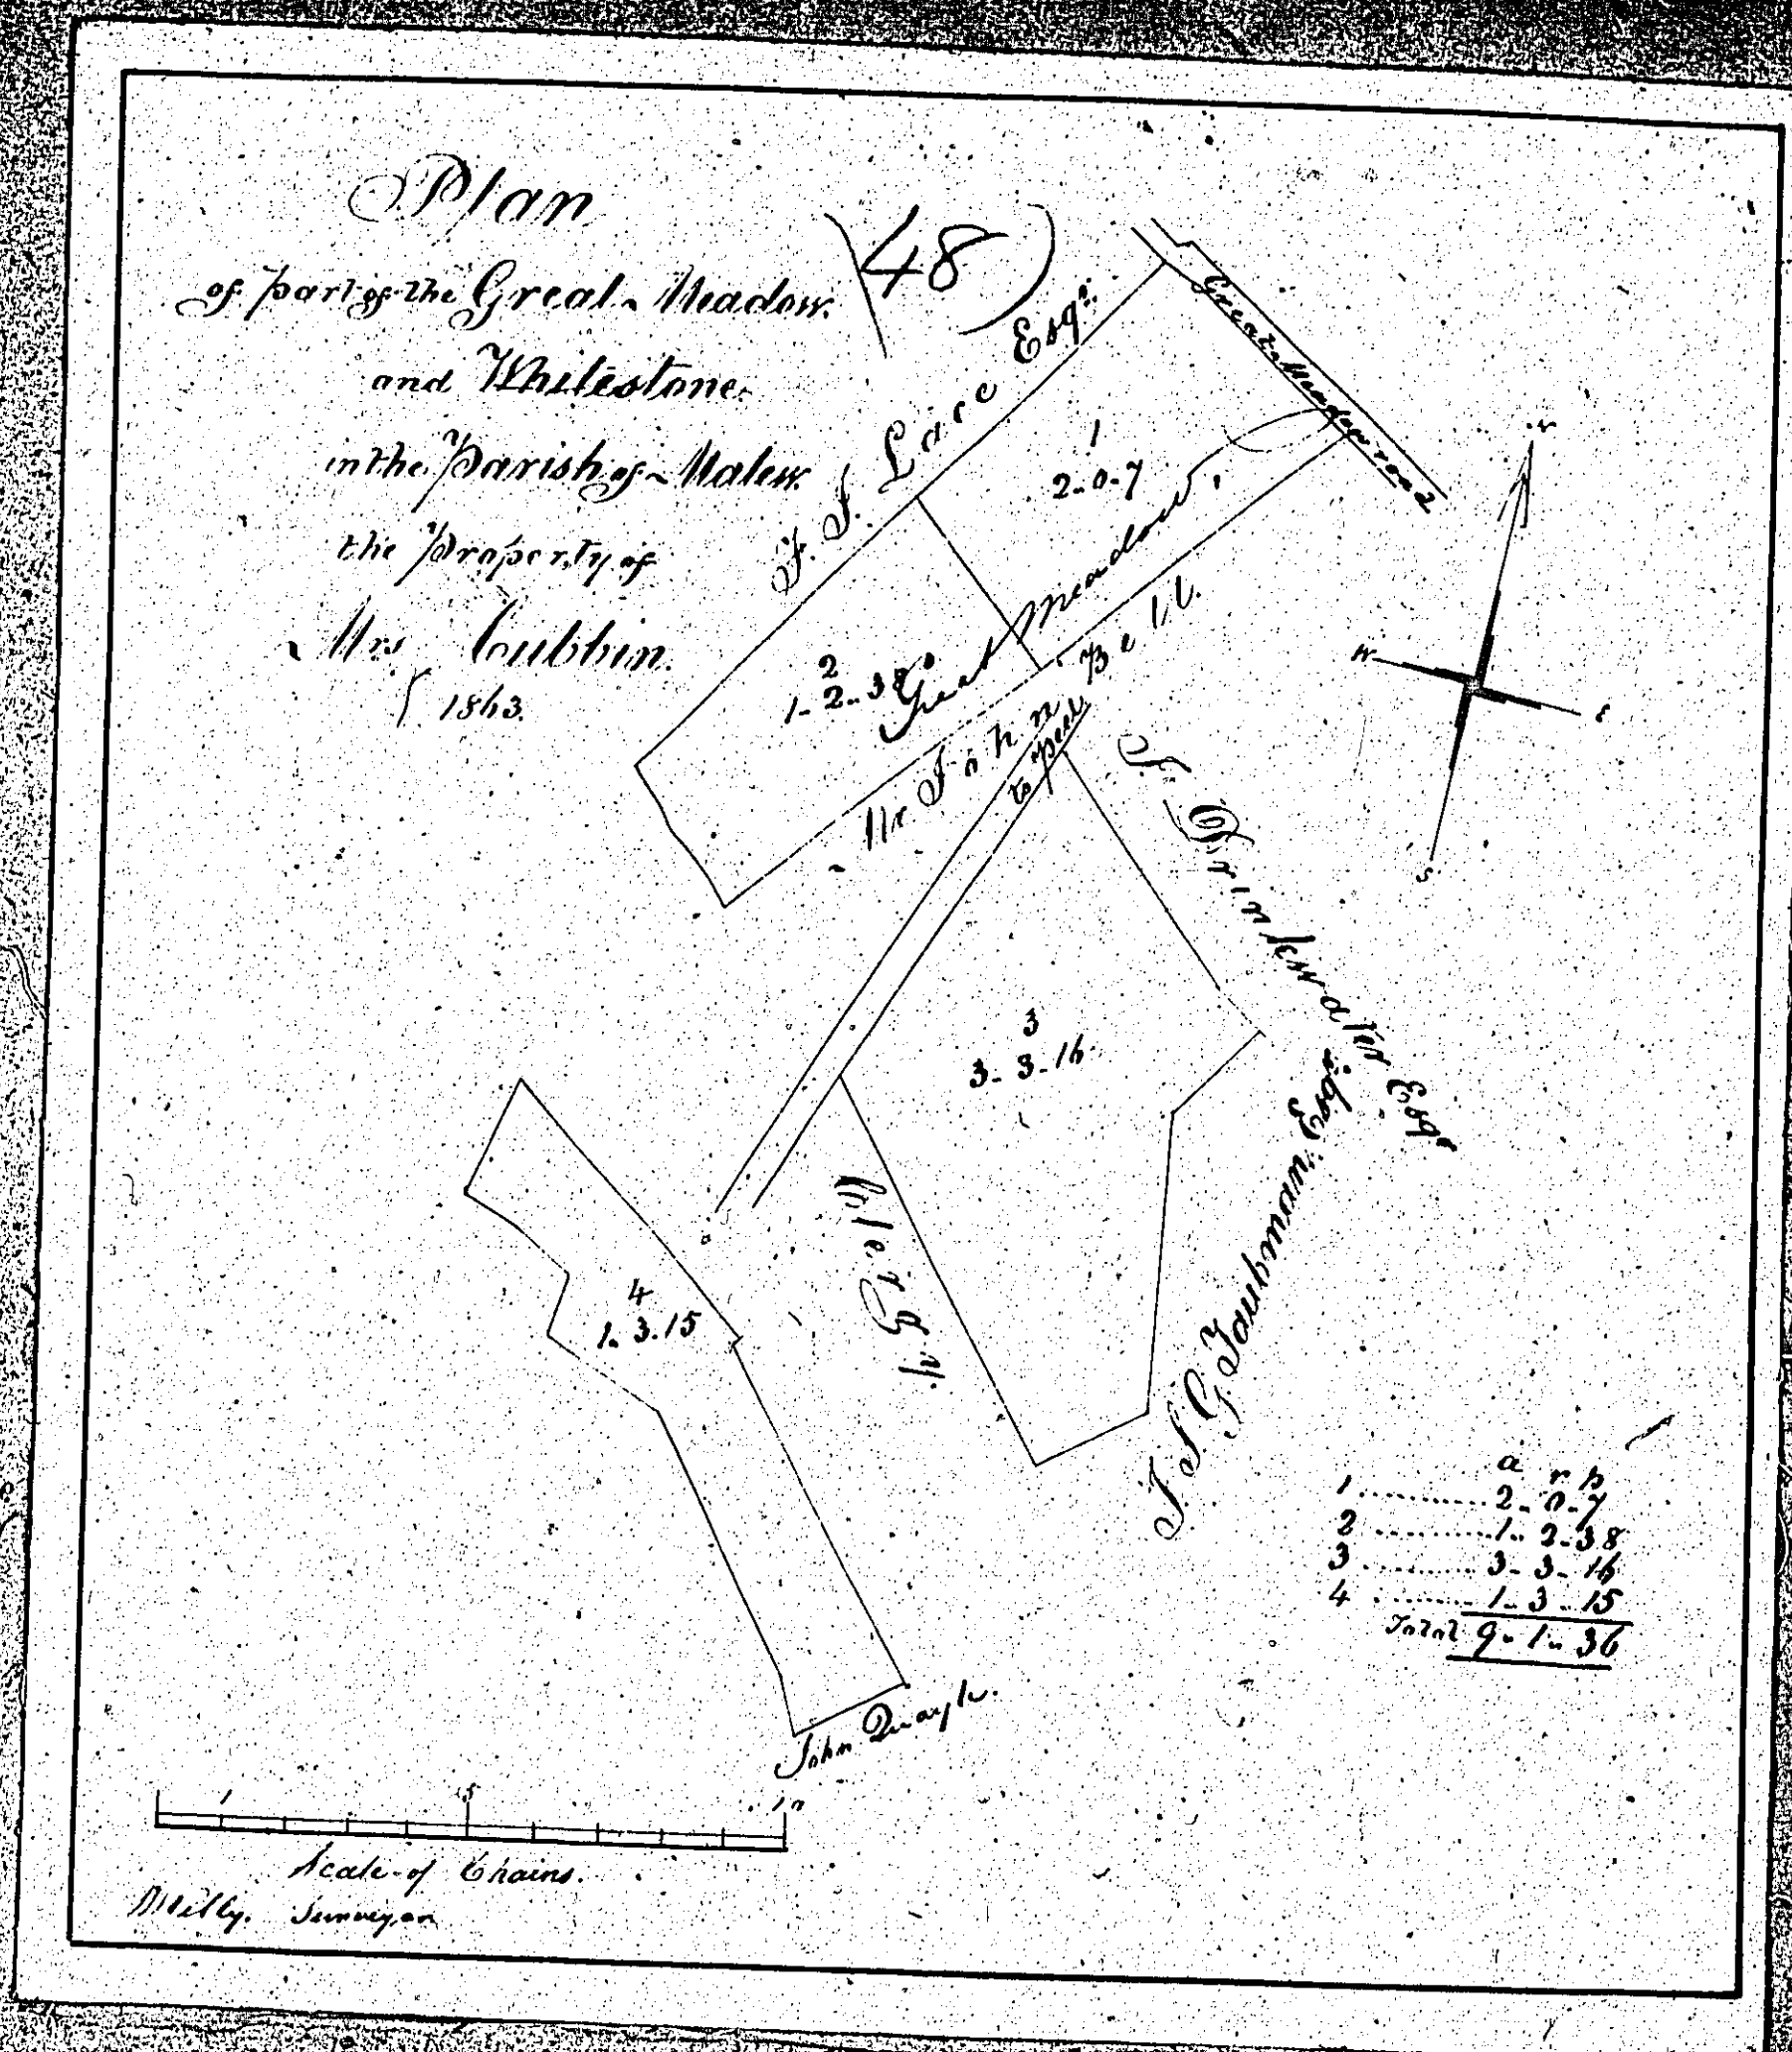 Plan
of part of the Great Meadow.
and Whitestone.
in the Parish of Malew.
the Property of
Mrs Cubbin.
1863.
48
J. J. Lace Esqr.
Great Meadow road
1
2-0-7
Great Meadow,
2
1-2-38
Mr John Bell.
to Peel
N
W
E
S
J. Drinkwater Esqr
3
3-3-16
J. S. G. Taubman Esqr.
Clergy.
4
1.3.15
John Quayle.
a r p
1 ............ 2-0-7
2 ............ 1-2-38
3 ............ 3-3-16
4 ............ 1-3-15
Total 9-1-36
1 5 10
Scale of Chains.
Surveyor